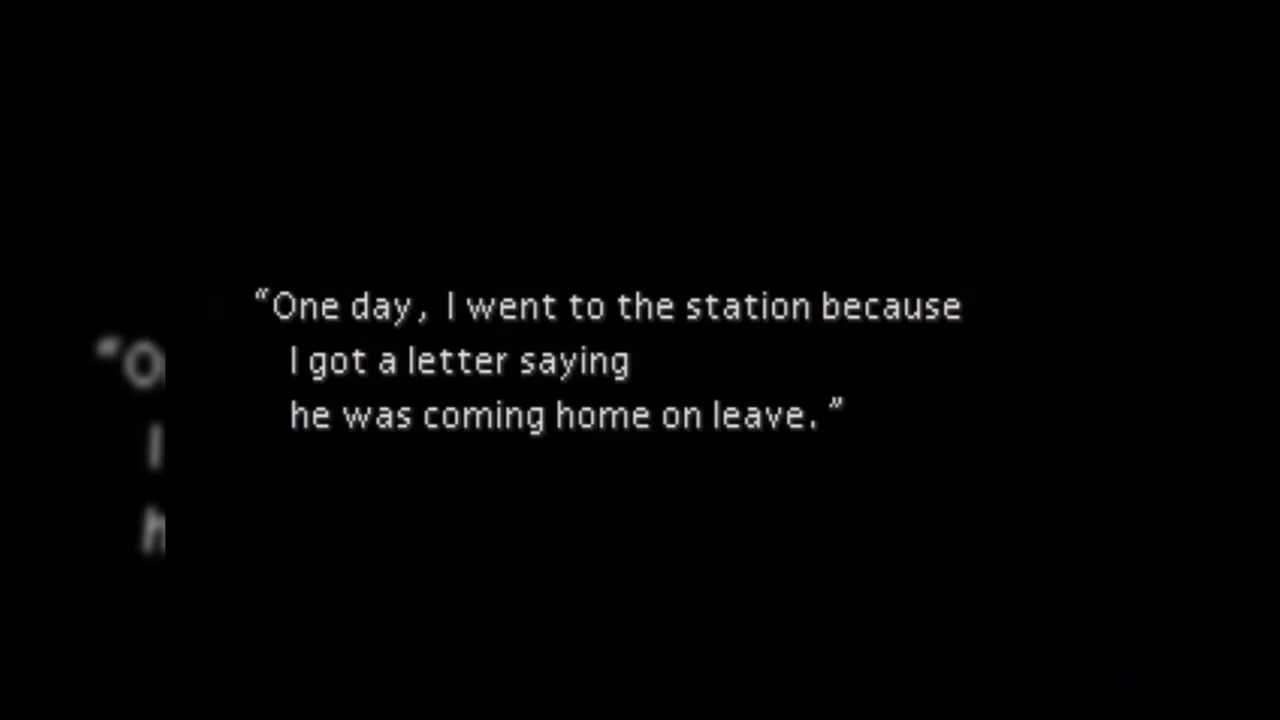 “One day, I went to the station because
I got a letter saying
he was coming home on leave.”